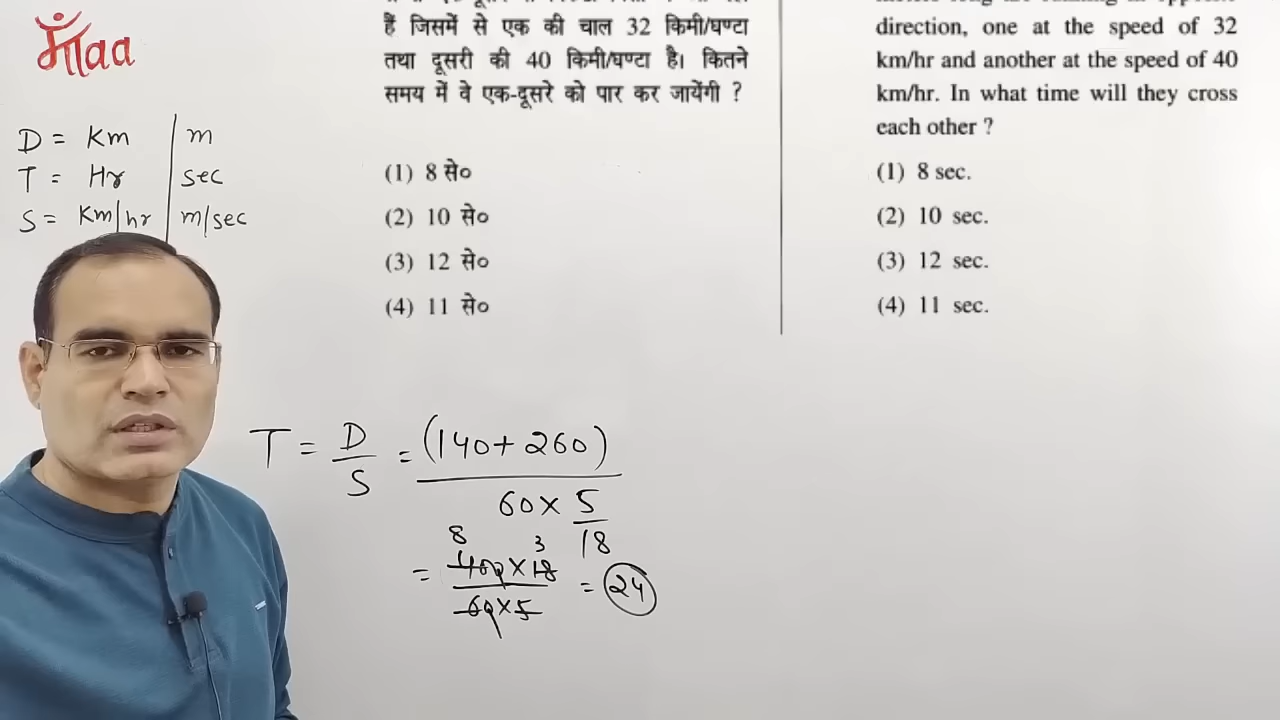 माँaa
D = Km | m
T = Hr | sec
S = Km/hr | m/sec
हैं जिसमें से एक की चाल 32 किमी/घण्टा
तथा दूसरी की 40 किमी/घण्टा है। कितने
समय में वे एक-दूसरे को पार कर जायेंगी ?
(1) 8 से०
(2) 10 से०
(3) 12 से०
(4) 11 से०
direction, one at the speed of 32
km/hr and another at the speed of 40
km/hr. In what time will they cross
each other ?
(1) 8 sec.
(2) 10 sec.
(3) 12 sec.
(4) 11 sec.
T = D/S = (140+260)
60 × 5/18
8 3
= 400×18 / 60×5 = 24